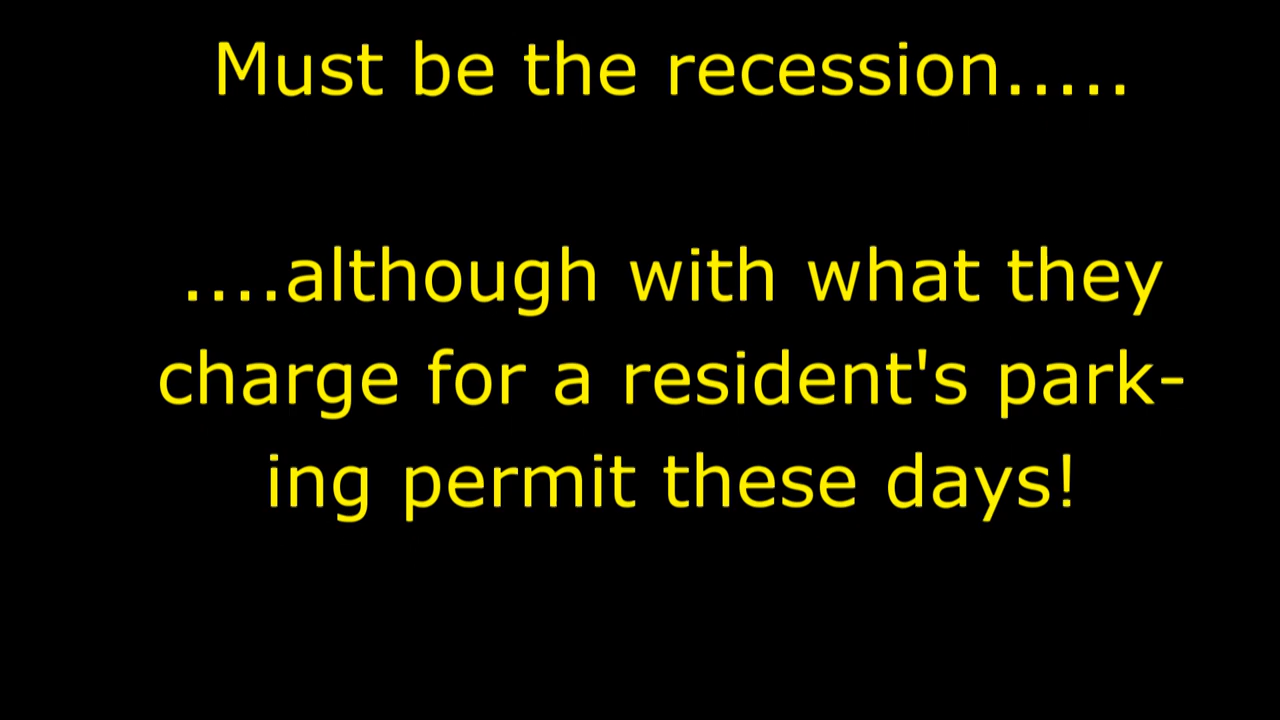 Must be the recession.....
....although with what they
charge for a resident's park-
ing permit these days!